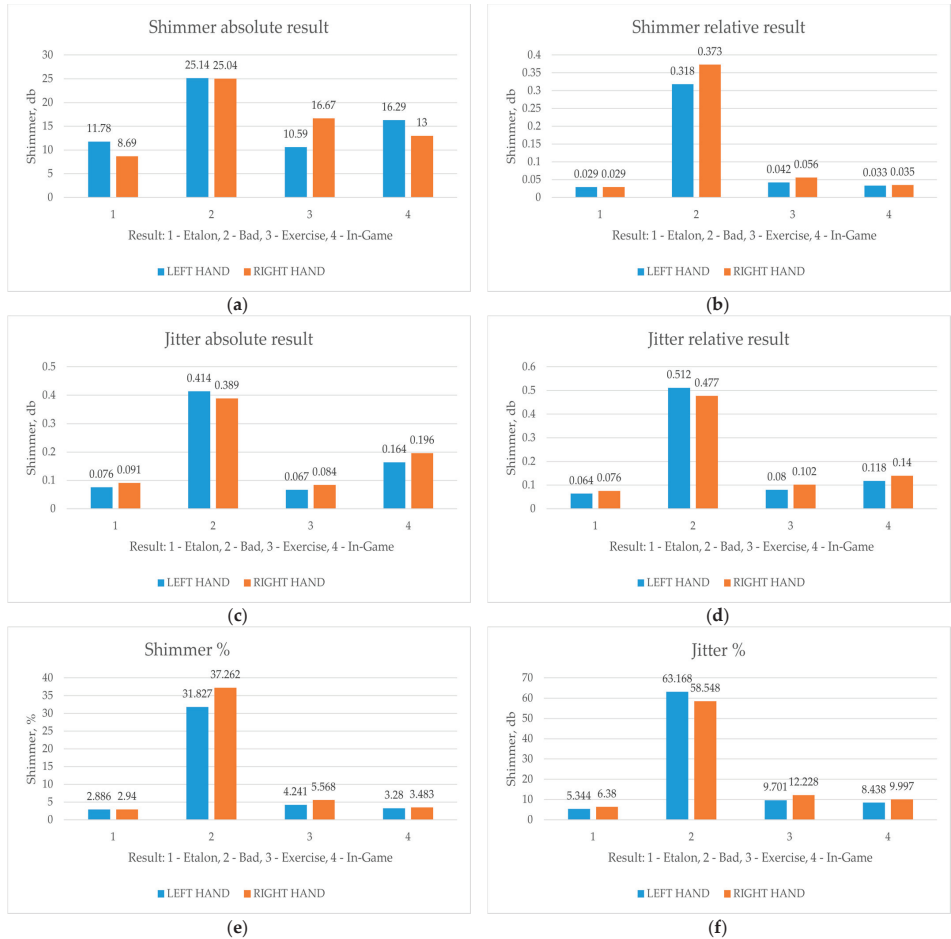 Shimmer absolute result
30
25
20
15
10
5
0
Shimmer, db
11.78
8.69
25.14 25.04
10.59
16.67
16.29
13
1 2 3 4
Result: 1 - Etalon, 2 - Bad, 3 - Exercise, 4 - In-Game
LEFT HAND RIGHT HAND
(a)
Shimmer relative result
0.4
0.35
0.3
0.25
0.2
0.15
0.1
0.05
0
Shimmer, db
0.029 0.029
0.318
0.373
0.042
0.056
0.033 0.035
1 2 3 4
Result: 1 - Etalon, 2 - Bad, 3 - Exercise, 4 - In-Game
LEFT HAND RIGHT HAND
(b)
Jitter absolute result
0.5
0.4
0.3
0.2
0.1
0
Shimmer, db
0.076 0.091
0.414
0.389
0.067
0.084
0.164
0.196
1 2 3 4
Result: 1 - Etalon, 2 - Bad, 3 - Exercise, 4 - In-Game
LEFT HAND RIGHT HAND
(c)
Jitter relative result
0.6
0.5
0.4
0.3
0.2
0.1
0
Shimmer, db
0.064 0.076
0.512
0.477
0.08
0.102
0.118
0.14
1 2 3 4
Result: 1 - Etalon, 2 - Bad, 3 - Exercise, 4 - In-Game
LEFT HAND RIGHT HAND
(d)
Shimmer %
40
35
30
25
20
15
10
5
0
Shimmer, %
2.886 2.94
31.827
37.262
4.241
5.568
3.28 3.483
1 2 3 4
Result: 1 - Etalon, 2 - Bad, 3 - Exercise, 4 - In-Game
LEFT HAND RIGHT HAND
(e)
Jitter %
70
60
50
40
30
20
10
0
Shimmer, db
5.344 6.38
63.168
58.548
9.701
12.228
8.438
9.997
1 2 3 4
Result: 1 - Etalon, 2 - Bad, 3 - Exercise, 4 - In-Game
LEFT HAND RIGHT HAND
(f)